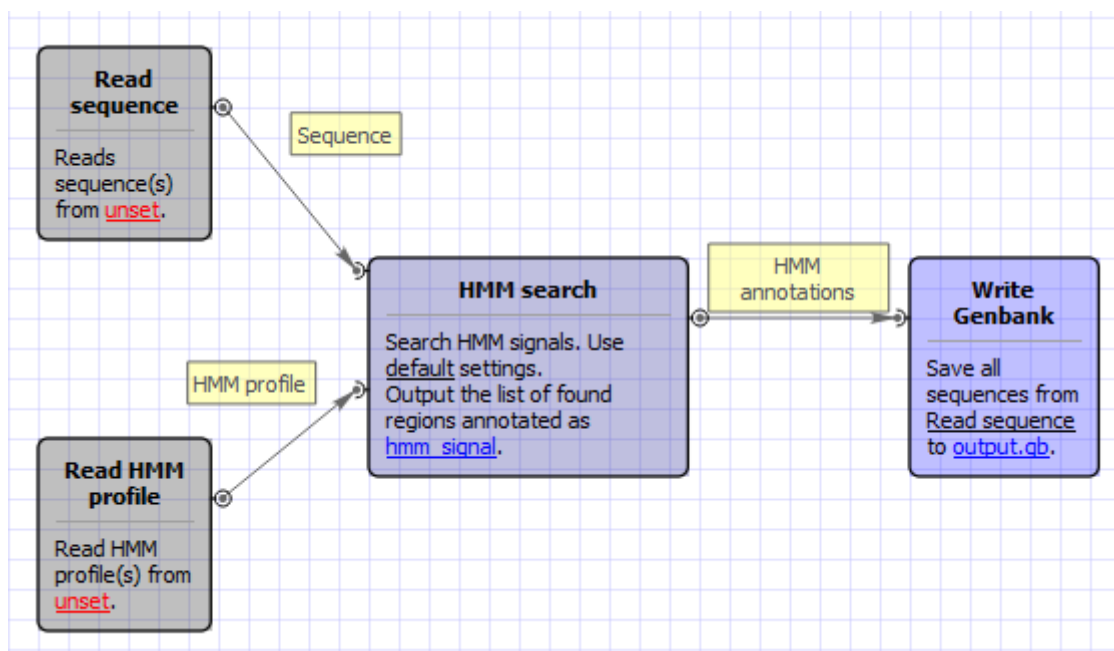 Read
sequence
Reads
sequence(s)
from unset.
Sequence
HMM profile
Read HMM
profile
Read HMM
profile(s) from
unset.
HMM search
Search HMM signals. Use
default settings.
Output the list of found
regions annotated as
hmm_signal.
HMM
annotations
Write
Genbank
Save all
sequences from
Read sequence
to output.gb.